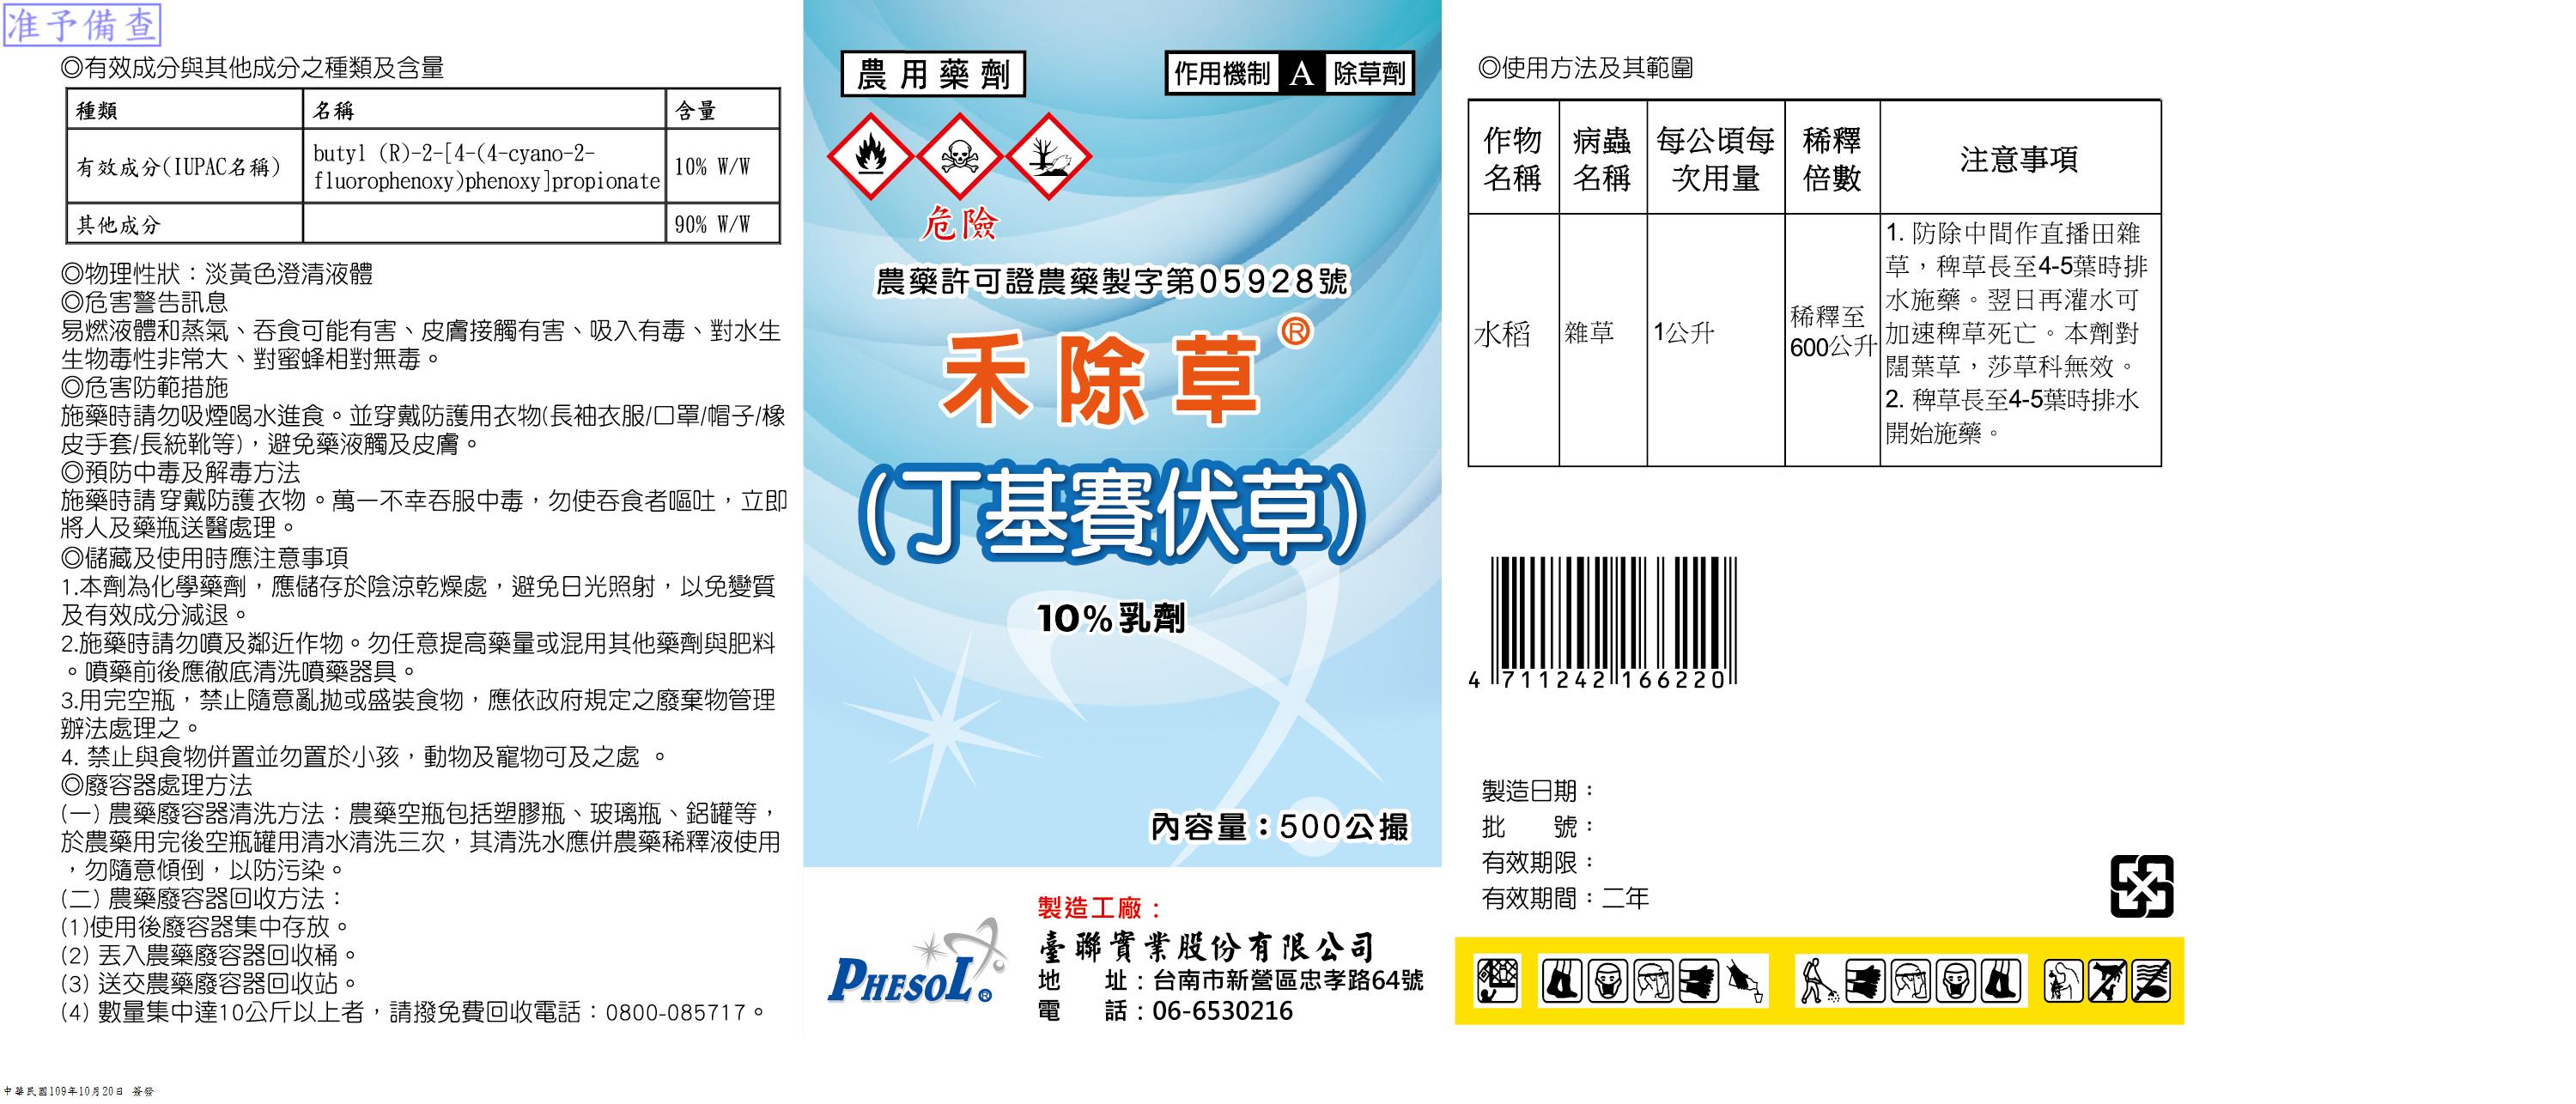 准予備查
◎有效成分與其他成分之種類及含量
種類 名稱 含量
有效成分(IUPAC名稱) butyl (R)-2-[4-(4-cyano-2-
fluorophenoxy)phenoxy]propionate 10% W/W
其他成分 90% W/W
◎物理性狀：淡黃色澄清液體
◎危害警告訊息
易燃液體和蒸氣、吞食可能有害、皮膚接觸有害、吸入有毒、對水生
生物毒性非常大、對蜜蜂相對無毒。
◎危害防範措施
施藥時請勿吸煙喝水進食。並穿戴防護用衣物(長袖衣服/口罩/帽子/橡
皮手套/長統靴等)，避免藥液觸及皮膚。
◎預防中毒及解毒方法
施藥時請穿戴防護衣物。萬一不幸吞服中毒，勿使吞食者嘔吐，立即
將人及藥瓶送醫處理。
◎儲藏及使用時應注意事項
1.本劑為化學藥劑，應儲存於陰涼乾燥處，避免日光照射，以免變質
及有效成分減退。
2.施藥時請勿噴及鄰近作物。勿任意提高藥量或混用其他藥劑與肥料
。噴藥前後應徹底清洗噴藥器具。
3.用完空瓶，禁止隨意亂拋或盛裝食物，應依政府規定之廢棄物管理
辦法處理之。
4. 禁止與食物併置並勿置於小孩，動物及寵物可及之處 。
◎廢容器處理方法
(一) 農藥廢容器清洗方法：農藥空瓶包括塑膠瓶、玻璃瓶、鋁罐等，
於農藥用完後空瓶罐用清水清洗三次，其清洗水應併農藥稀釋液使用
，勿隨意傾倒，以防污染。
(二) 農藥廢容器回收方法：
(1)使用後廢容器集中存放。
(2) 丟入農藥廢容器回收桶。
(3) 送交農藥廢容器回收站。
(4) 數量集中達10公斤以上者，請撥免費回收電話：0800-085717。
中華民國109年10月20日 簽發
農用藥劑
作用機制 A 除草劑
危險
農藥許可證農藥製字第05928號
禾除草®
(丁基賽伏草)
10%乳劑
內容量：500公撮
PHESOL®
製造工廠：
臺聯實業股份有限公司
地　　址：台南市新營區忠孝路64號
電　　話：06-6530216
◎使用方法及其範圍
作物名稱 病蟲名稱 每公頃每次用量 稀釋倍數 注意事項
水稻 雜草 1公升 稀釋至600公升
1. 防除中間作直播田雜
草，稗草長至4-5葉時排
水施藥。翌日再灌水可
加速稗草死亡。本劑對
闊葉草，莎草科無效。
2. 稗草長至4-5葉時排水
開始施藥。
4 711242 166220
製造日期：
批　　號：
有效期限：
有效期間：二年